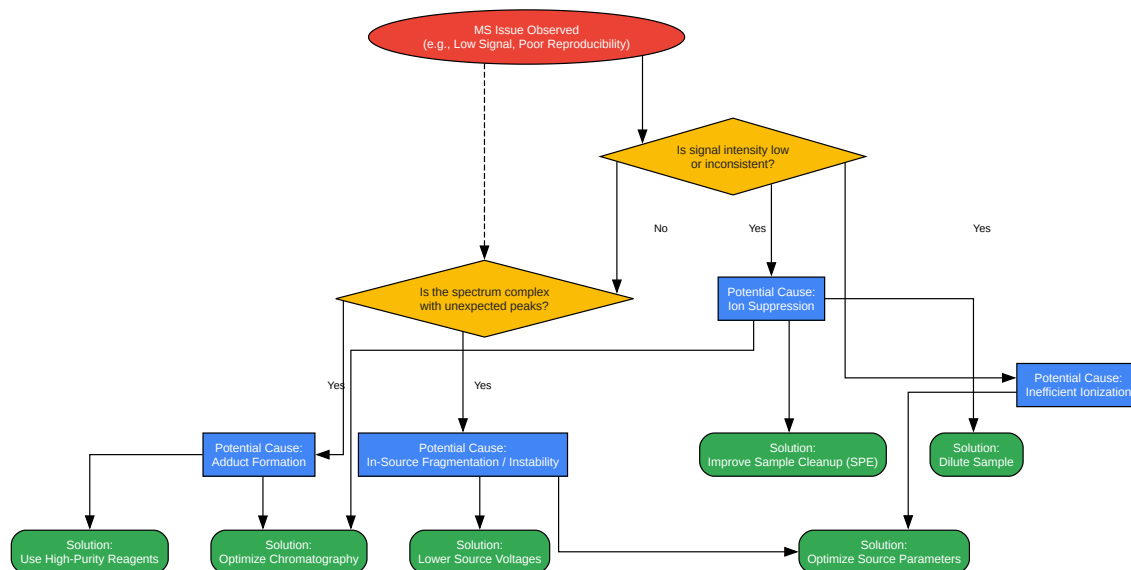 MS Issue Observed
(e.g., Low Signal, Poor Reproducibility)
Is signal intensity low
or inconsistent?
No
Yes
Yes
Is the spectrum complex
with unexpected peaks?
Potential Cause:
Ion Suppression
Potential Cause:
Inefficient Ionization
Yes
Yes
Potential Cause:
Adduct Formation
Potential Cause:
In-Source Fragmentation / Instability
Solution:
Improve Sample Cleanup (SPE)
Solution:
Dilute Sample
Solution:
Use High-Purity Reagents
Solution:
Optimize Chromatography
Solution:
Lower Source Voltages
Solution:
Optimize Source Parameters